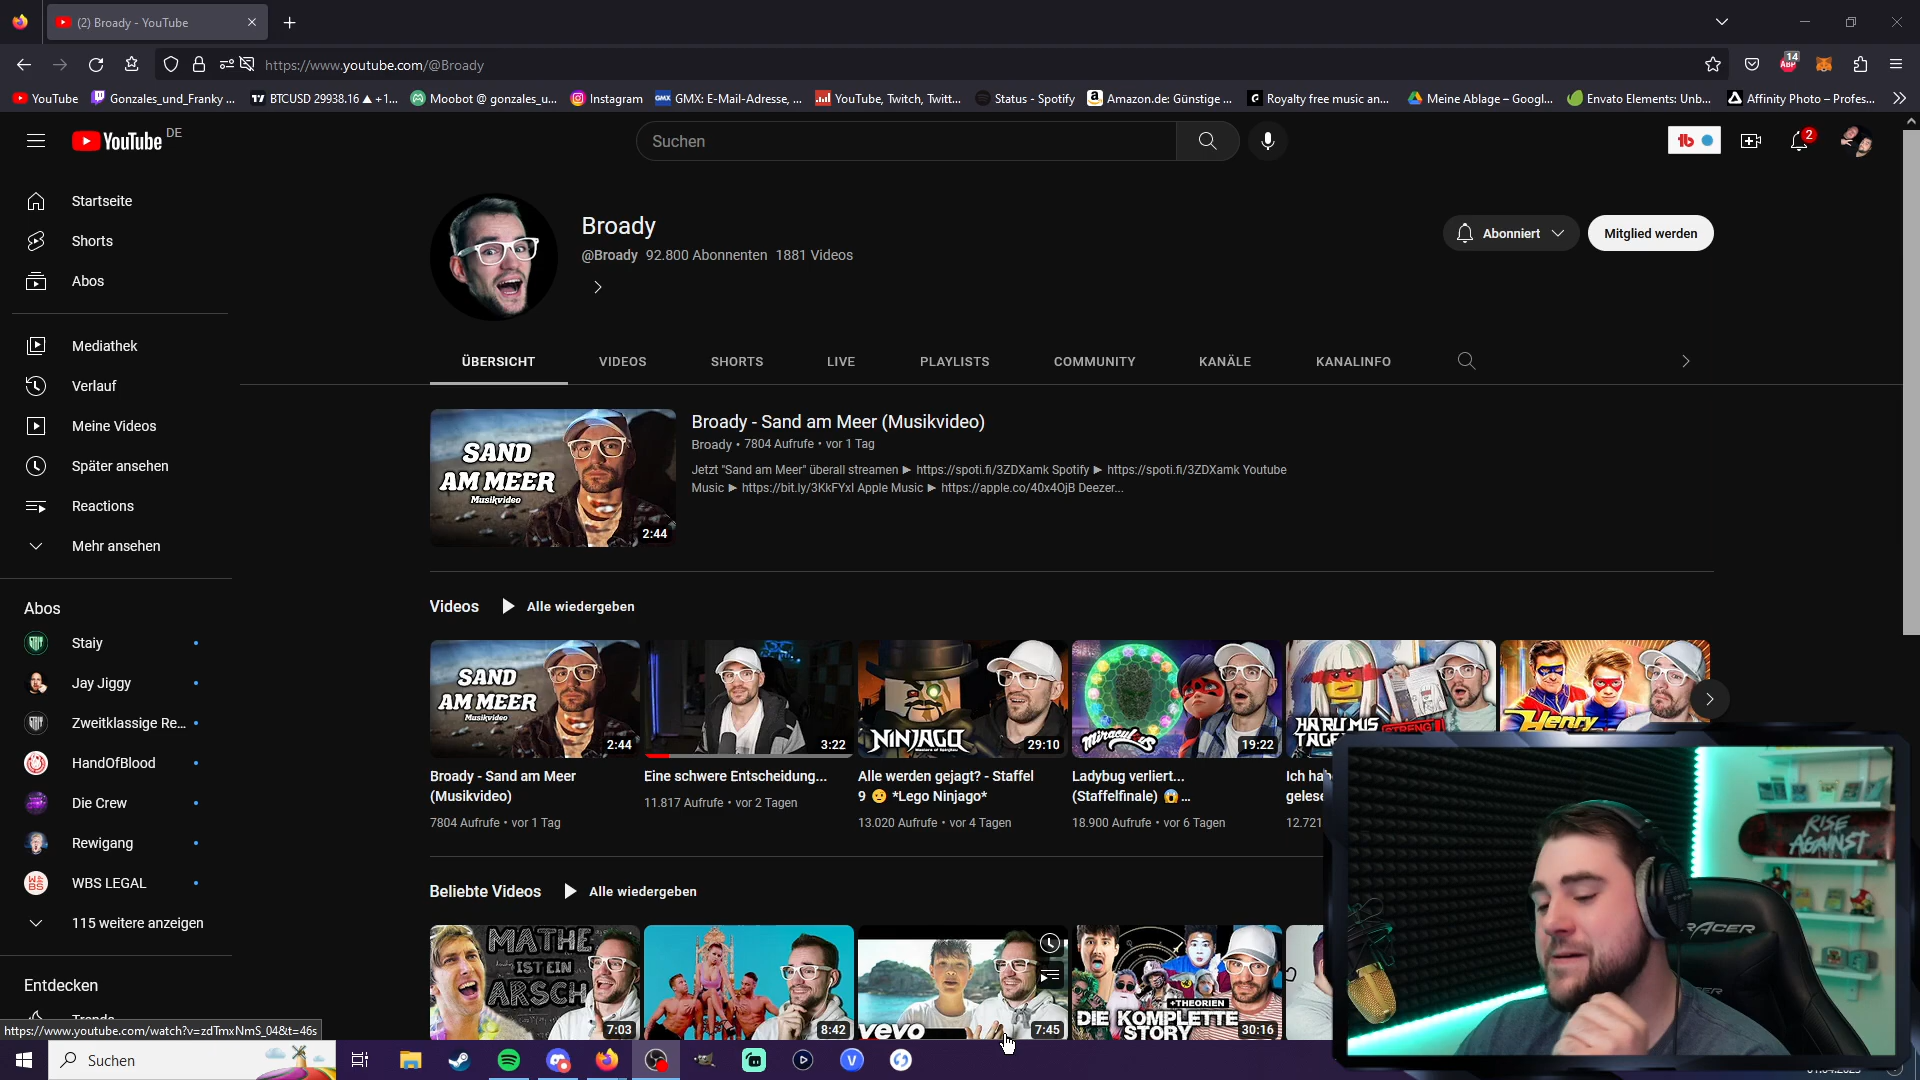 (2) Broady - YouTube
https://www.youtube.com/@Broady
14
ABP
YouTube
Gonzales_und_Franky ...
BTCUSD 29938.16 ▲ +1...
Moobot @ gonzales_u...
Instagram
GMX: E-Mail-Adresse, ...
YouTube, Twitch, Twitt...
Status - Spotify
Amazon.de: Günstige ...
Royalty free music an...
Meine Ablage – Googl...
Envato Elements: Unb...
Affinity Photo – Profes...
YouTube DE
Suchen
2
Startseite
Shorts
Abos
Mediathek
Verlauf
Meine Videos
Später ansehen
Reactions
Mehr ansehen
Abos
Staiy
Jay Jiggy
Zweitklassige Re...
HandOfBlood
Die Crew
Rewigang
WBS LEGAL
115 weitere anzeigen
Entdecken
https://www.youtube.com/watch?v=zdTmxNmS_04&t=46s
Broady
@Broady 92.800 Abonnenten 1881 Videos
Abonniert
Mitglied werden
ÜBERSICHT
VIDEOS
SHORTS
LIVE
PLAYLISTS
COMMUNITY
KANÄLE
KANALINFO
SAND
AM MEER
Musikvideo
2:44
Broady - Sand am Meer (Musikvideo)
Broady • 7804 Aufrufe • vor 1 Tag
Jetzt "Sand am Meer" überall streamen ► https://spoti.fi/3ZDXamk Spotify ► https://spoti.fi/3ZDXamk Youtube
Music ► https://bit.ly/3KkFYxI Apple Music ► https://apple.co/40x4OjB Deezer...
Videos
Alle wiedergeben
SAND
AM MEER
Musikvideo
2:44
Broady - Sand am Meer
(Musikvideo)
7804 Aufrufe • vor 1 Tag
3:22
Eine schwere Entscheidung...
11.817 Aufrufe • vor 2 Tagen
NINJAGO
29:10
Alle werden gejagt? - Staffel
9 😥 *Lego Ninjago*
13.020 Aufrufe • vor 4 Tagen
Miraculous
19:22
Ladybug verliert...
(Staffelfinale) 😱 ...
18.900 Aufrufe • vor 6 Tagen
HARUMIS
STRENG
Henry
Beliebte Videos
Alle wiedergeben
MATHE
IST EIN
ARSCH
7:03
8:42
vevo
7:45
+THEORIEN
DIE KOMPLETTE
STORY
30:16
RISE
AGAINST
Suchen